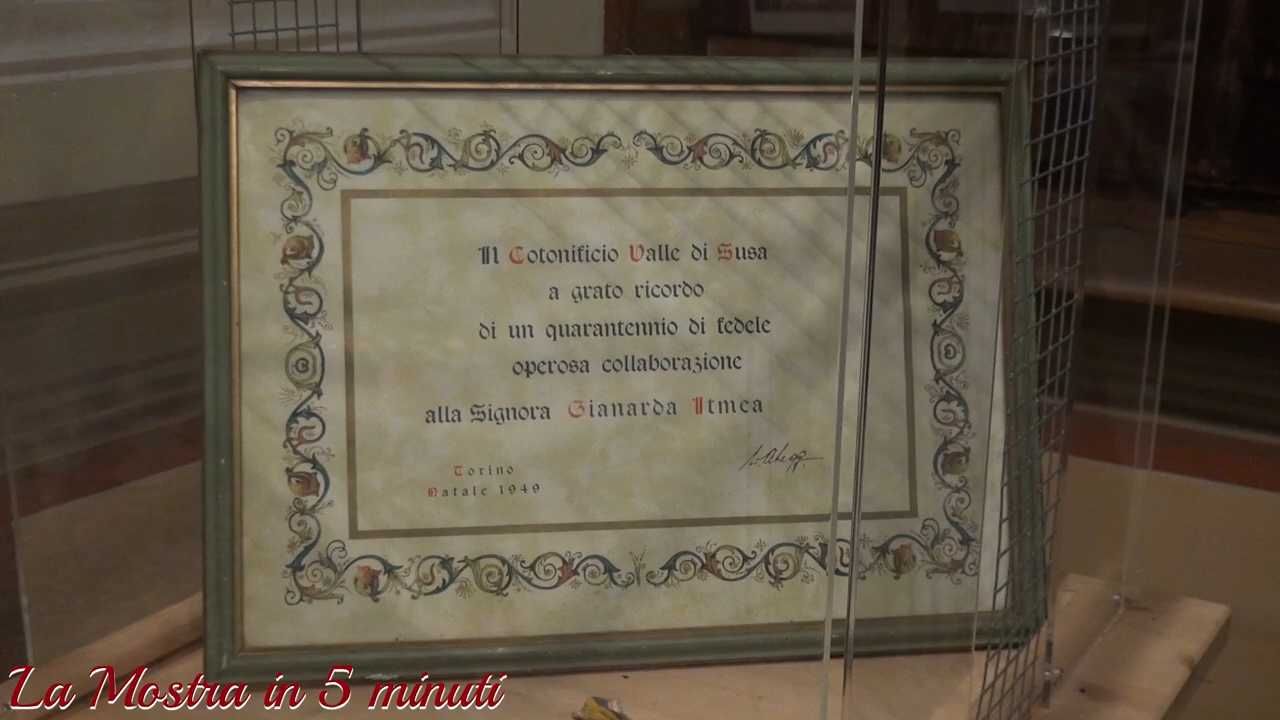 Il Cotonificio Valle di Susa
a grato ricordo
di un quarantennio di fedele
operosa collaborazione
alla Signora Gianarda Itmea
Torino
Natale 1949
La Mostra in 5 minuti